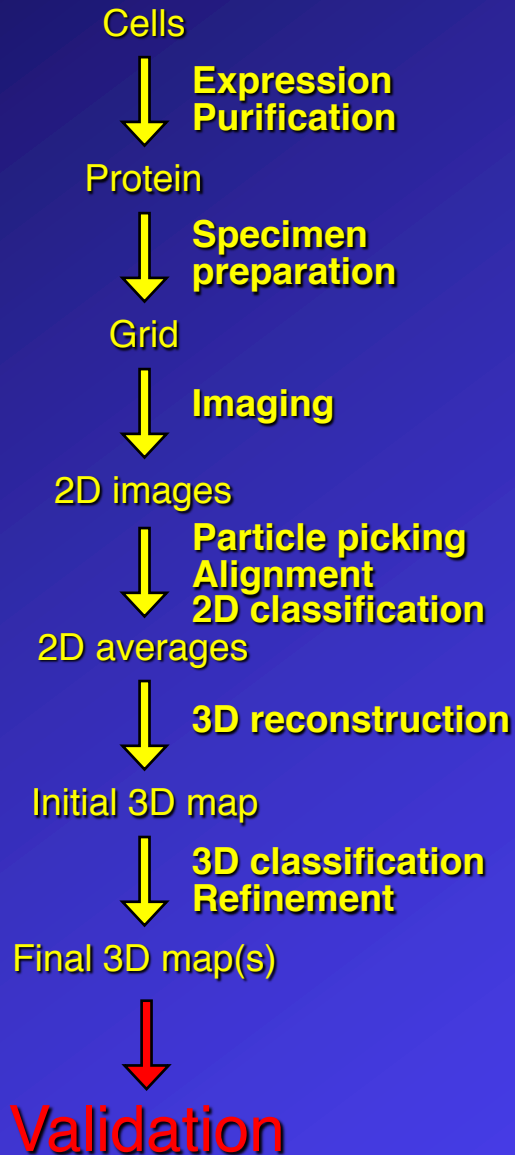 Cells
Expression
Purification
Protein
Specimen
preparation
Grid
Imaging
2D images
Particle picking
Alignment
2D classification
2D averages
3D reconstruction
Initial 3D map
3D classification
Refinement
Final 3D map(s)
Validation